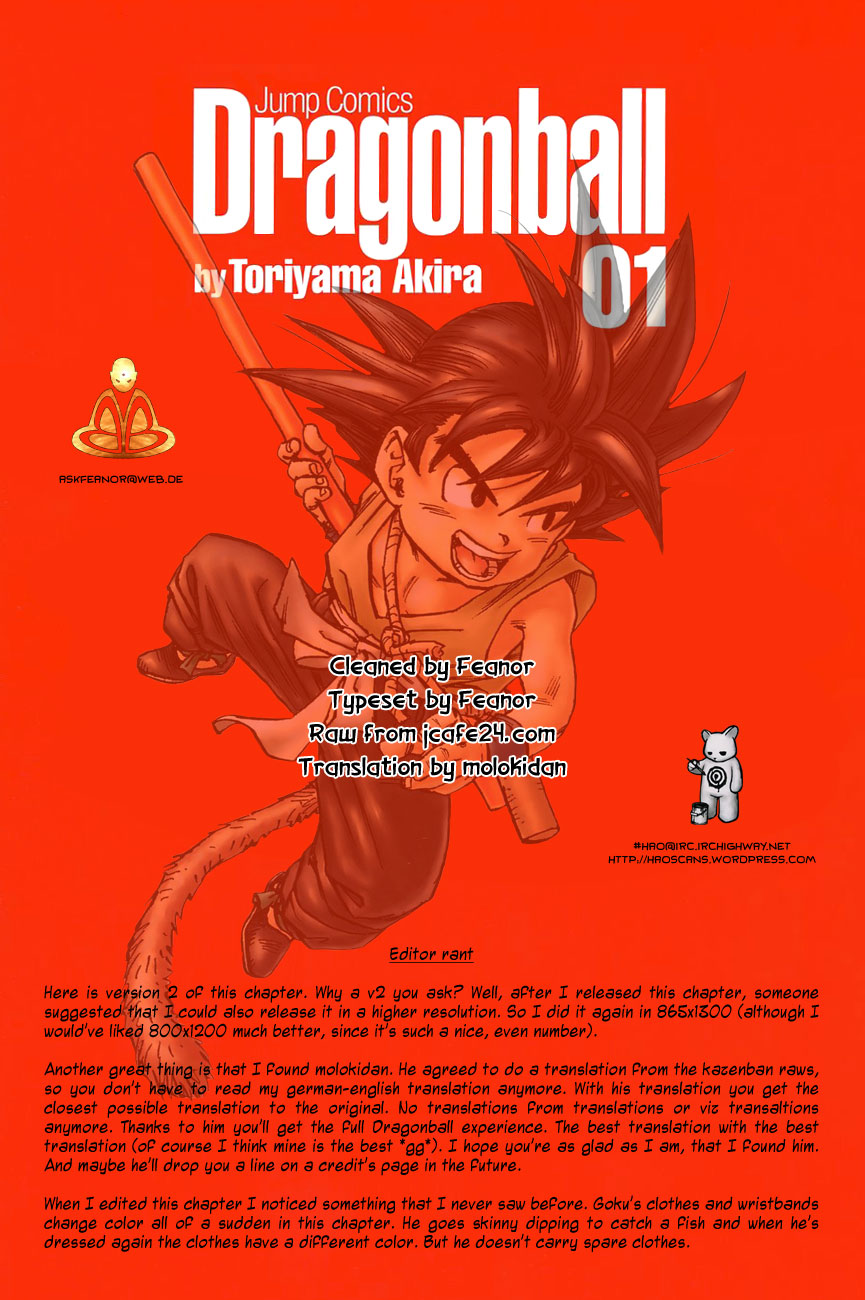 Jump Comics
Dragonball
by Toriyama Akira
01
ASKFEANOR@WEB.DE
Cleaned by Feanor
Typeset by Feanor
Raw from jcafe24.com
Translation by molokidan
#HAO@IRC.IRCHIGHWAY.NET
HTTP://HAOSCANS.WORDPRESS.COM
Editor rant
Here is version 2 of this chapter. Why a v2 you ask? Well, after I released this chapter, someone
suggested that I could also release it in a higher resolution. So I did it again in 865x1300 (although I
would've liked 800x1200 much better, since it's such a nice, even number).
Another great thing is that I found molokidan. He agreed to do a translation from the kazenban raws,
so you don't have to read my german-english translation anymore. With his translation you get the
closest possible translation to the original. No translations from translations or viz transaltions
anymore. Thanks to him you'll get the full Dragonball experience. The best translation with the best
translation (of course I think mine is the best *gg*). I hope you're as glad as I am, that I found him.
And maybe he'll drop you a line on a credit's page in the future.
When I edited this chapter I noticed something that I never saw before. Goku's clothes and wristbands
change color all of a sudden in this chapter. He goes skinny dipping to catch a fish and when he's
dressed again the clothes have a different color. But he doesn't carry spare clothes.